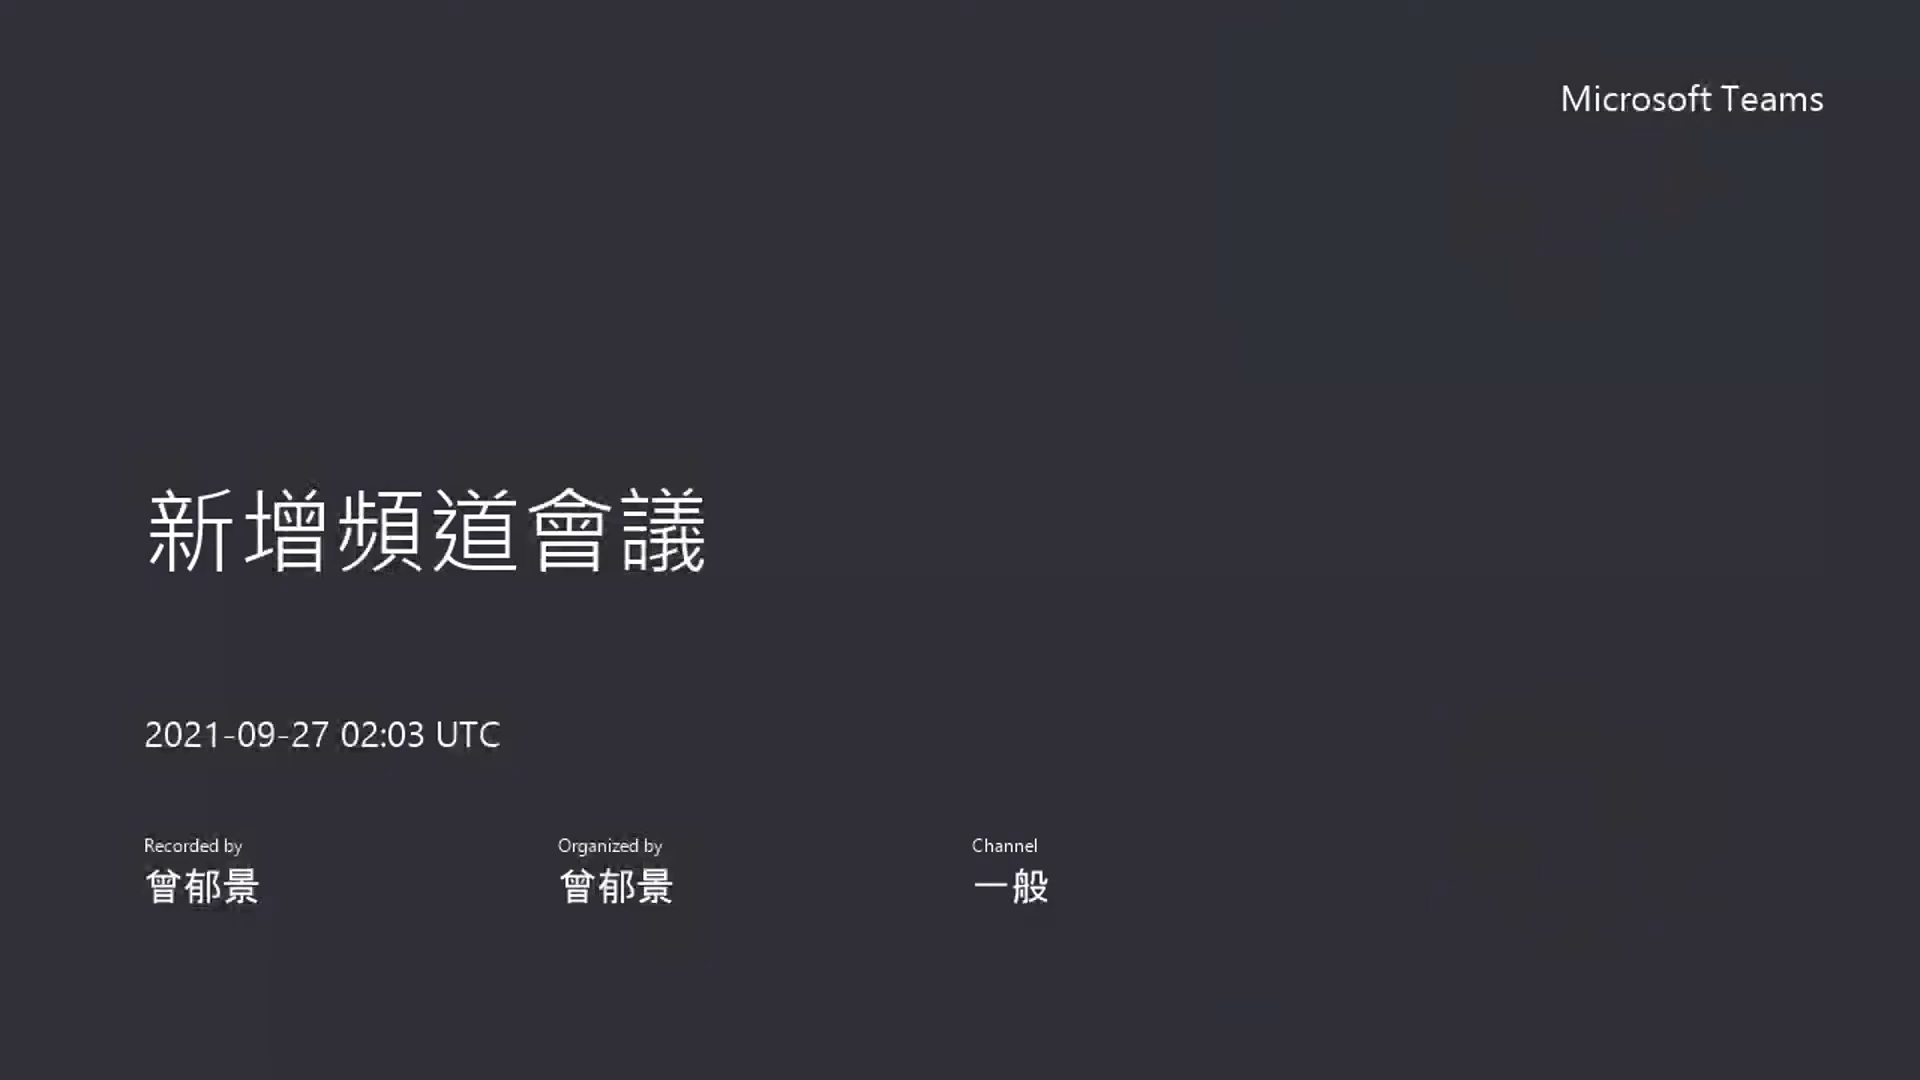 Microsoft Teams
新增頻道會議
2021-09-27 02:03 UTC
Recorded by
曾郁景
Organized by
曾郁景
Channel
一般